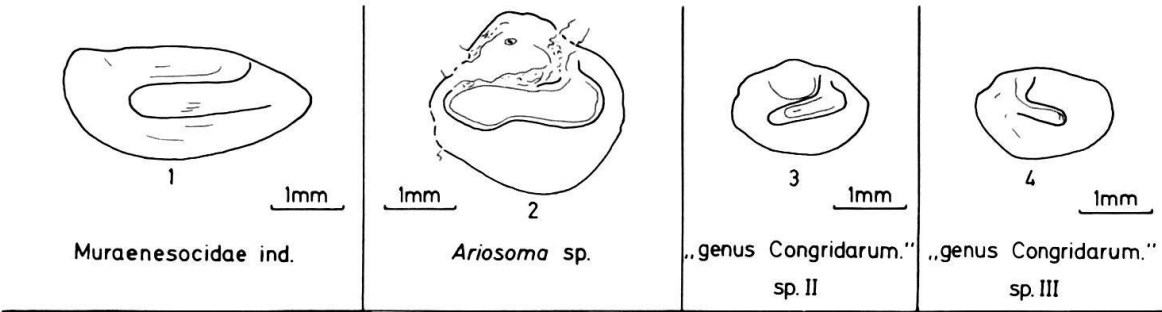 1
1mm
Muraenesocidae ind.
1mm
2
Ariosoma sp.
3
1mm
„genus Congridarum.“
sp. II
4
1mm
„genus Congridarum.“
sp. III